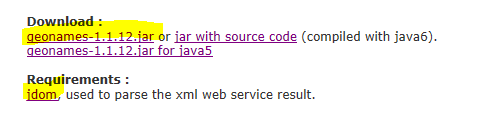 Download :
geonames-1.1.12.jar or jar with source code (compiled with java6).
geonames-1.1.12.jar for java5
Requirements :
jdom, used to parse the xml web service result.